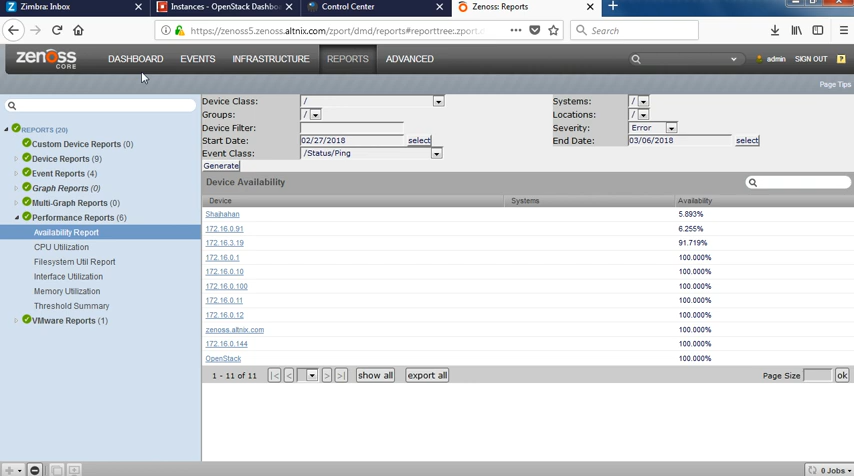 Zimbra: Inbox
Instances - OpenStack Dashbo
Control Center
Zenoss: Reports
https://zenoss5.zenoss.altnix.com/zport/dmd/reports#reporttree:.zport.
Search
zenoss
CORE
DASHBOARD
EVENTS
INFRASTRUCTURE
REPORTS
ADVANCED
admin
SIGN OUT
?
Page Tips
REPORTS (20)
Custom Device Reports (0)
Device Reports (9)
Event Reports (4)
Graph Reports (0)
Multi-Graph Reports (0)
Performance Reports (6)
Availability Report
CPU Utilization
Filesystem Util Report
Interface Utilization
Memory Utilization
Threshold Summary
VMware Reports (1)
Device Class: /
Systems: /
Groups: /
Locations: /
Device Filter:
Severity: Error
Start Date: 02/27/2018 select
End Date: 03/06/2018 select
Event Class: /Status/Ping
Generate
Device Availability
Device Systems Availability
Shajhahan 5.893%
172.16.0.91 6.255%
172.16.3.19 91.719%
172.16.0.1 100.000%
172.16.0.10 100.000%
172.16.0.100 100.000%
172.16.0.11 100.000%
172.16.0.12 100.000%
zenoss.altnix.com 100.000%
172.16.0.144 100.000%
OpenStack 100.000%
1 - 11 of 11 |< < > >| show all export all Page Size ok
0 Jobs